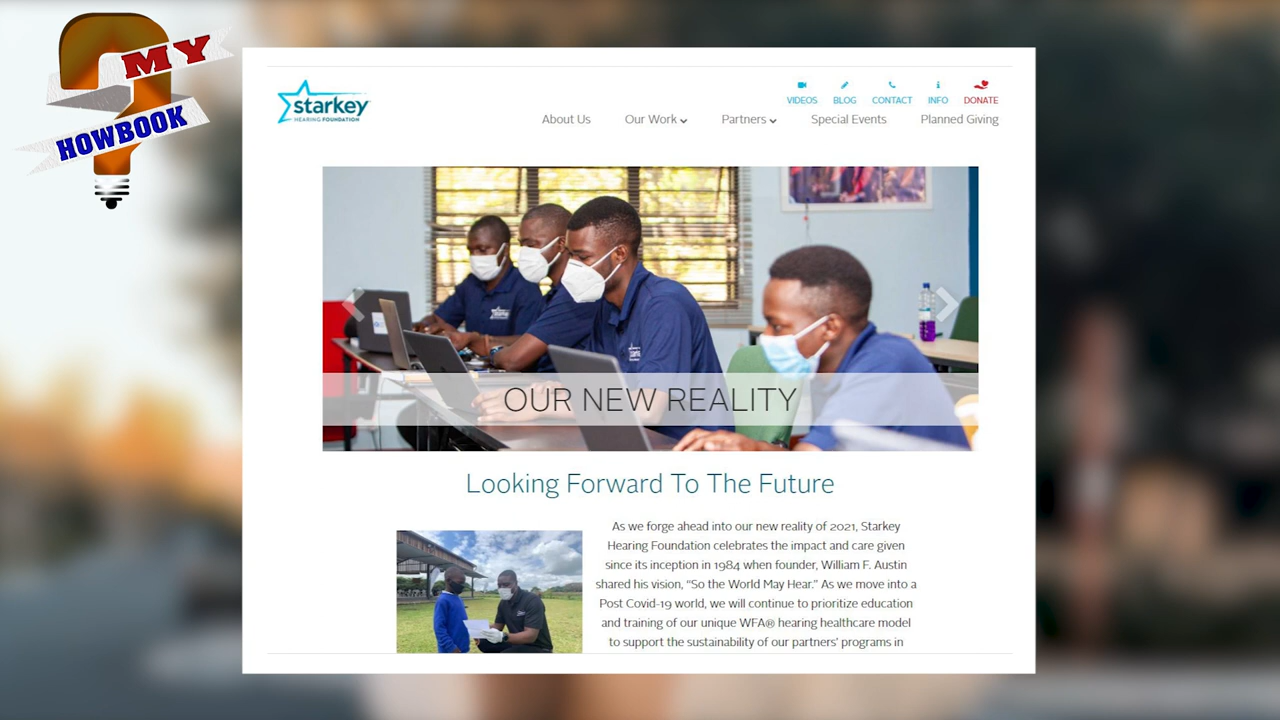 MY
HOWBOOK
starkey
HEARING FOUNDATION
VIDEOS BLOG CONTACT INFO DONATE
About Us Our Work Partners Special Events Planned Giving
OUR NEW REALITY
Looking Forward To The Future
As we forge ahead into our new reality of 2021, Starkey
Hearing Foundation celebrates the impact and care given
since its inception in 1984 when founder, William F. Austin
shared his vision, “So the World May Hear.” As we move into a
Post Covid-19 world, we will continue to prioritize education
and training of our unique WFA® hearing healthcare model
to support the sustainability of our partners’ programs in